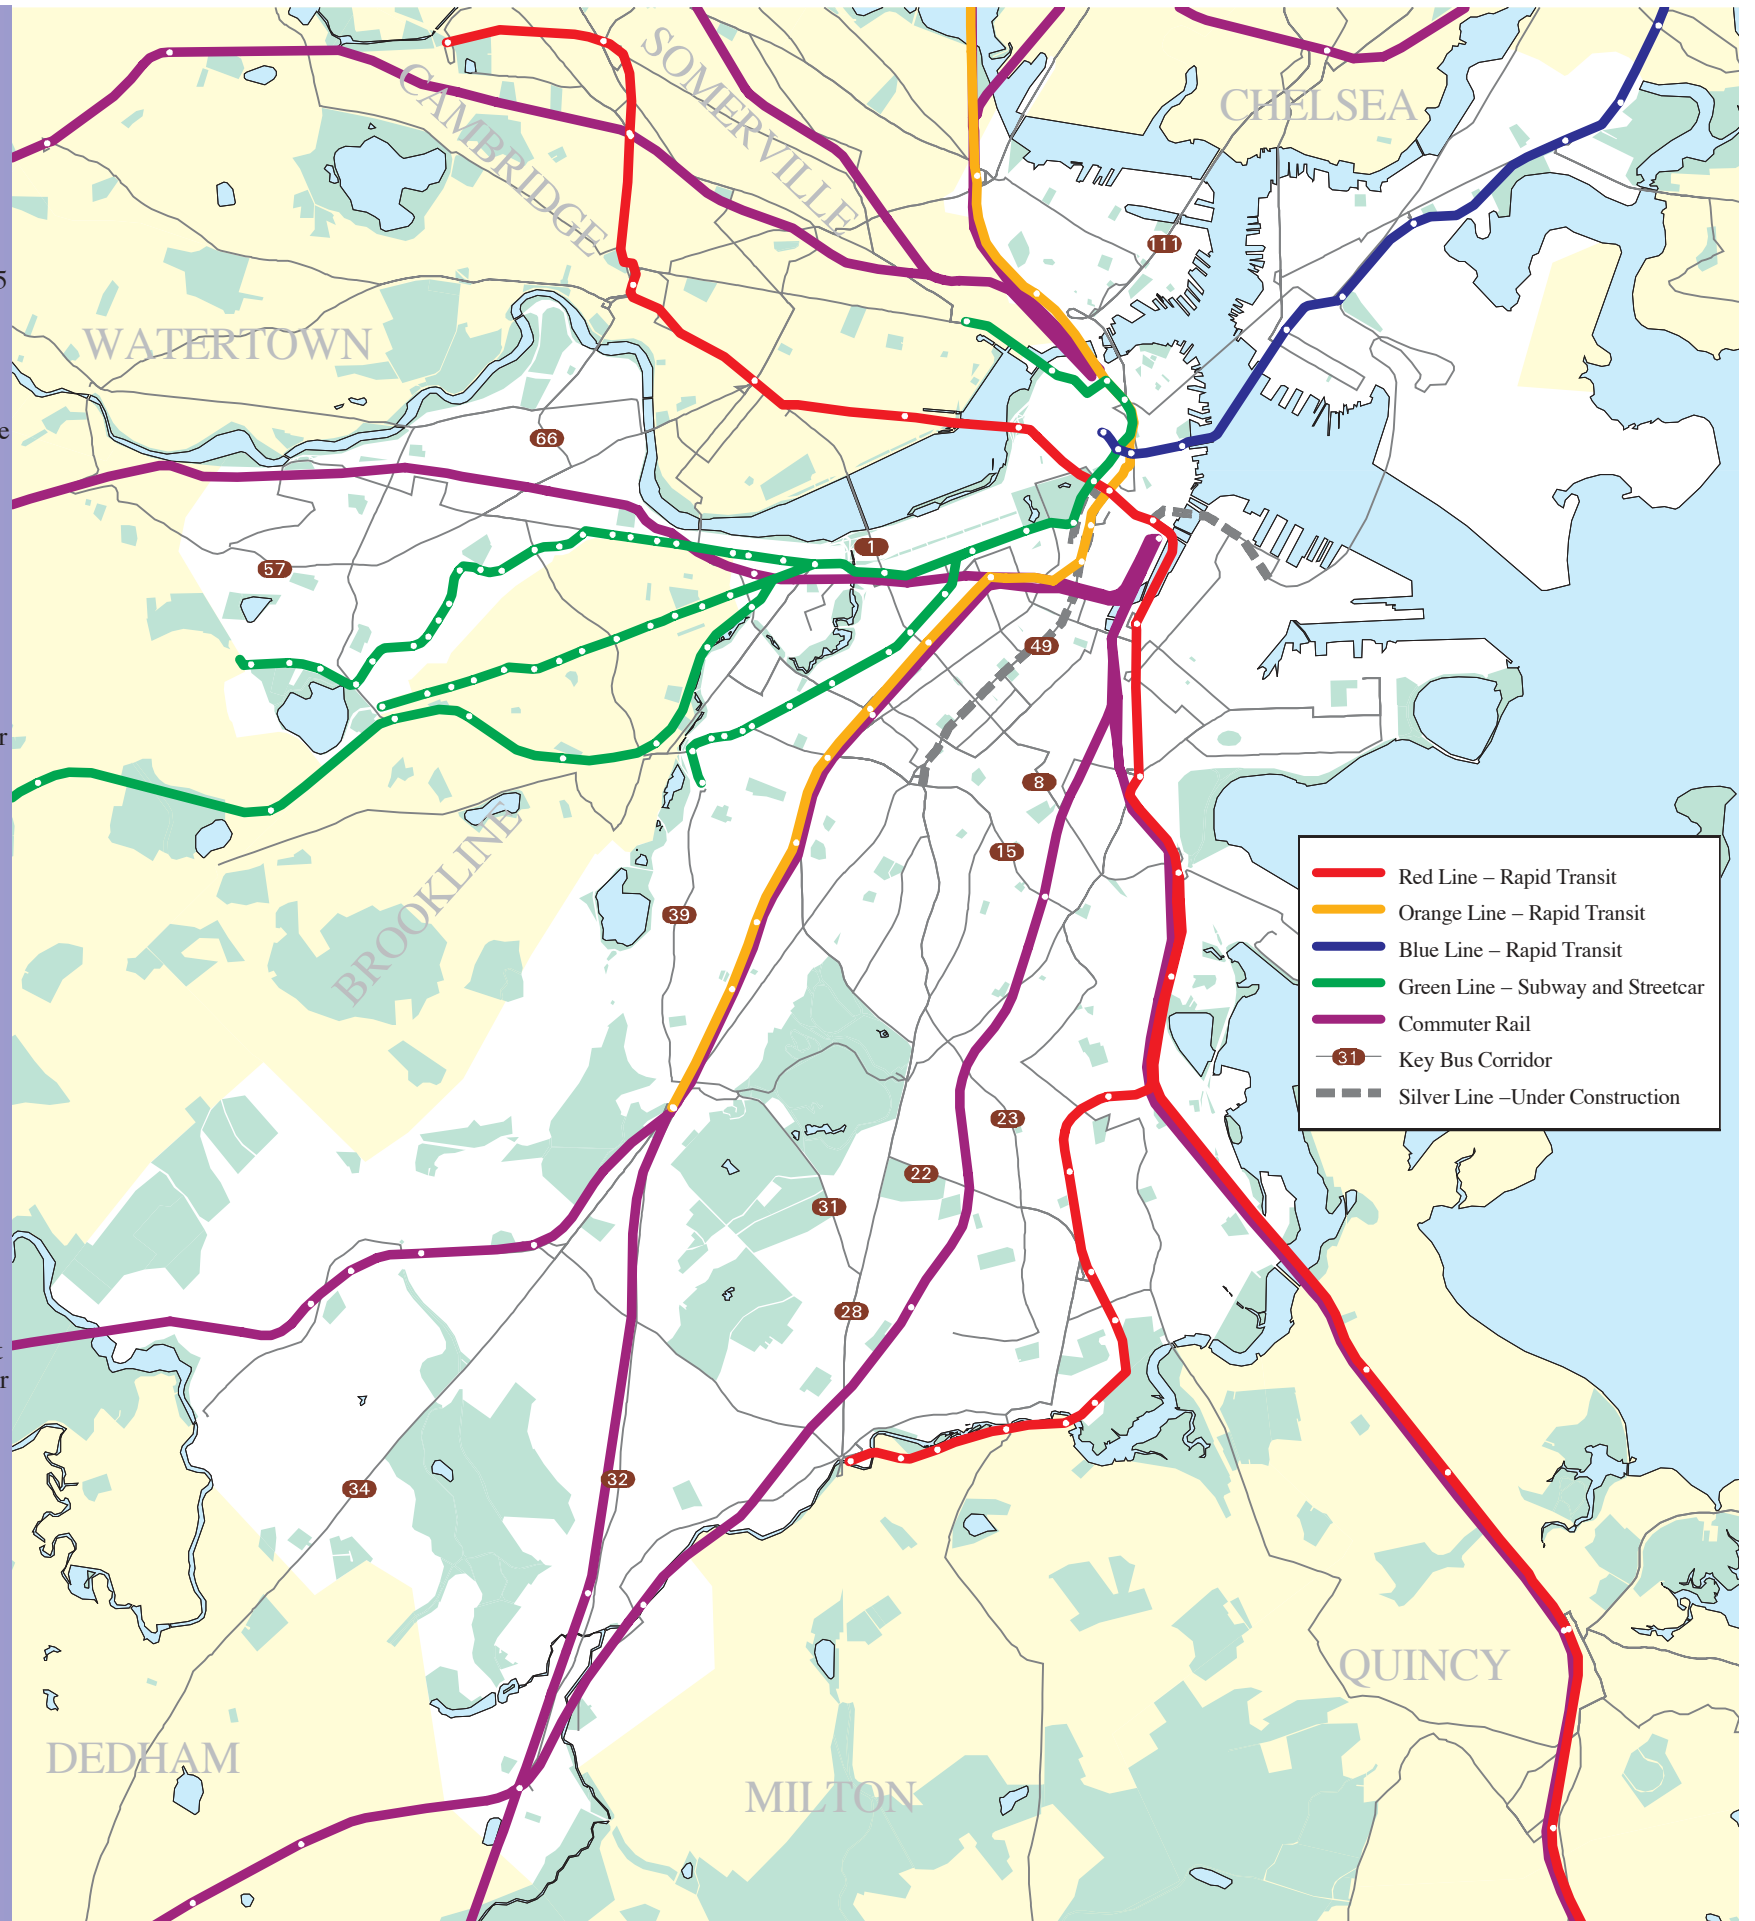 SOMERVILLE
CAMBRIDGE
CHELSEA
111
5
WATERTOWN
e
66
1
57
49
r
8
BROOKLINE
15
39
Red Line – Rapid Transit
Orange Line – Rapid Transit
Blue Line – Rapid Transit
Green Line – Subway and Streetcar
Commuter Rail
31 Key Bus Corridor
Silver Line –Under Construction
23
22
31
28
t
r
32
34
QUINCY
DEDHAM
MILTON